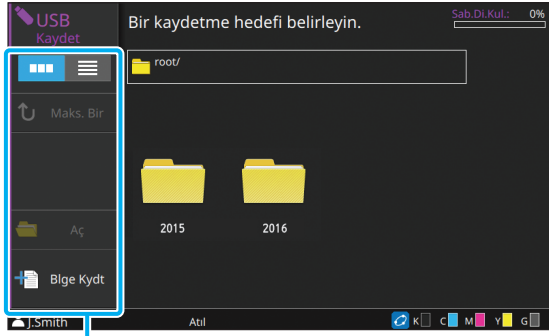 USB
Kaydet
Bir kaydetme hedefi belirleyin.
Sab.Di.Kul.: 0%
root/
Maks. Bir
Aç
Blge Kydt
2015
2016
J.Smith
Atıl
K C M Y G